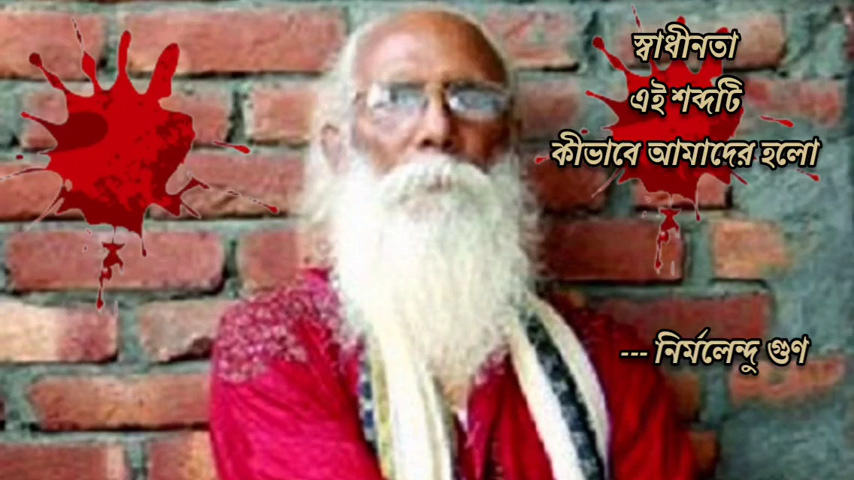 স্বাধীনতা
এই শব্দটি
কীভাবে আমাদের হলো
--- নির্মলেন্দু গুণ